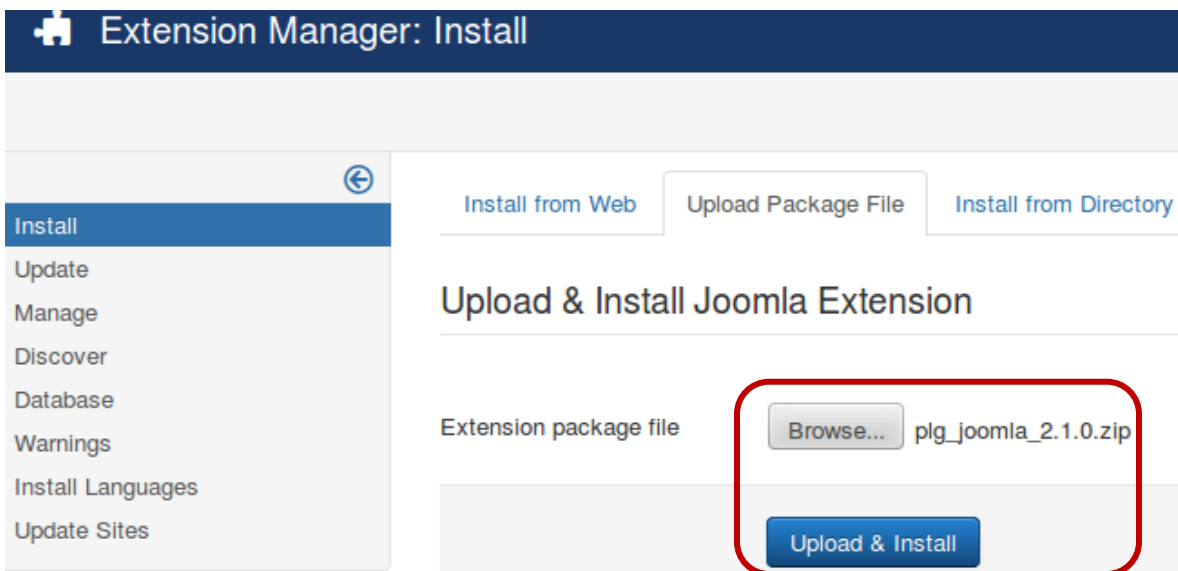 Extension Manager: Install
Install
Update
Manage
Discover
Database
Warnings
Install Languages
Update Sites
Install from Web Upload Package File Install from Directory
Upload & Install Joomla Extension
Extension package file Browse... plg_joomla_2.1.0.zip
Upload & Install